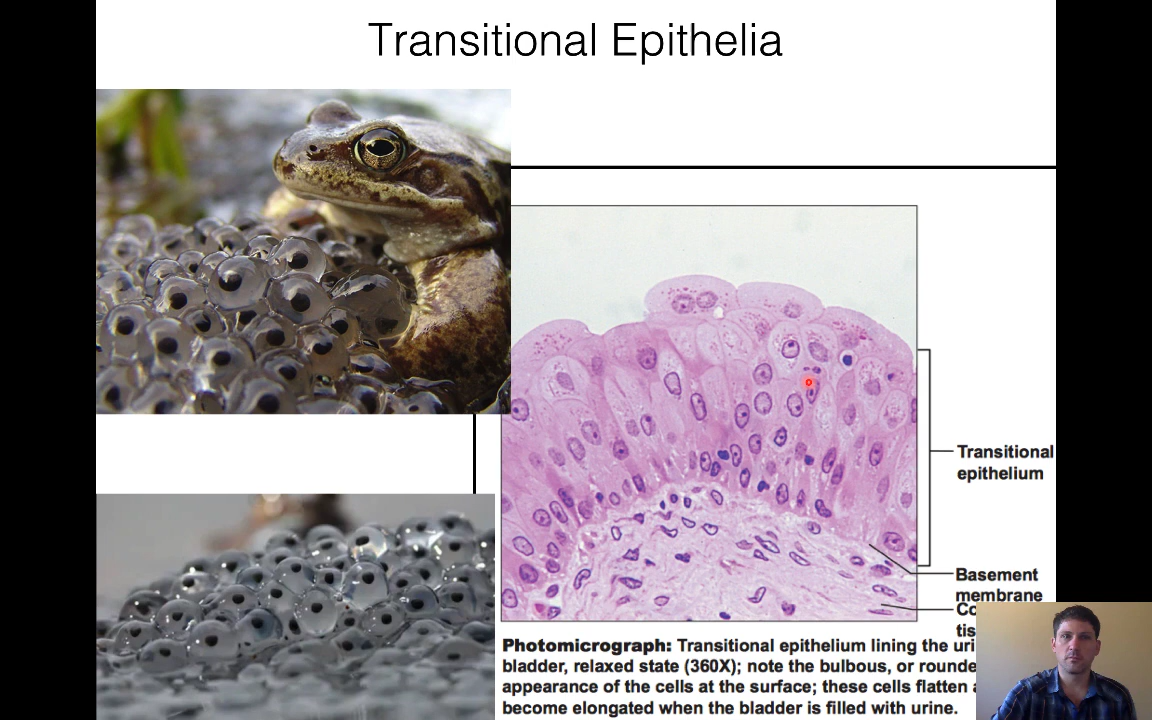 Transitional Epithelia
Transitional
epithelium
Basement
membrane
Photomicrograph: Transitional epithelium lining the
bladder, relaxed state (360X); note the bulbous, or
appearance of the cells at the surface; these cells flatten
become elongated when the bladder is filled with urine.